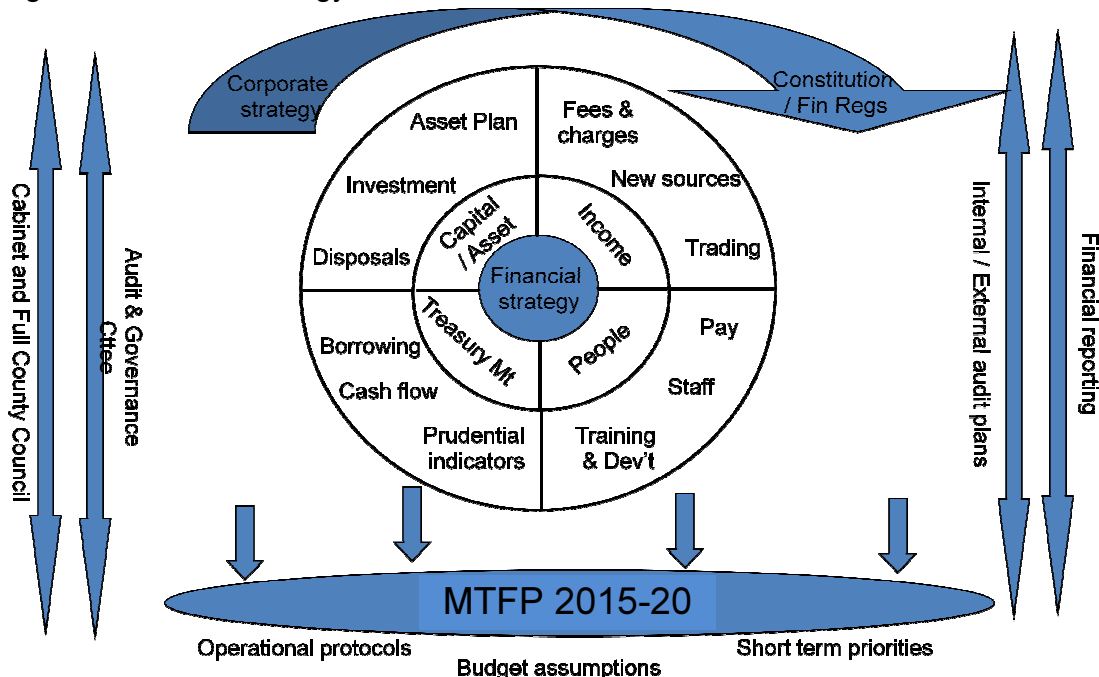 Corporate
strategy
Constitution
/ Fin Regs
Asset Plan
Fees &
charges
Investment
New sources
Disposals
Trading
Capital
/ Asset
Income
Financial
strategy
Treasury Mt
People
Borrowing
Cash flow
Prudential
indicators
Pay
Staff
Training
& Dev't
Cabinet and Full County Council
Audit & Governance
Cttee
Internal / External audit plans
Financial reporting
MTFP 2015-20
Operational protocols
Budget assumptions
Short term priorities